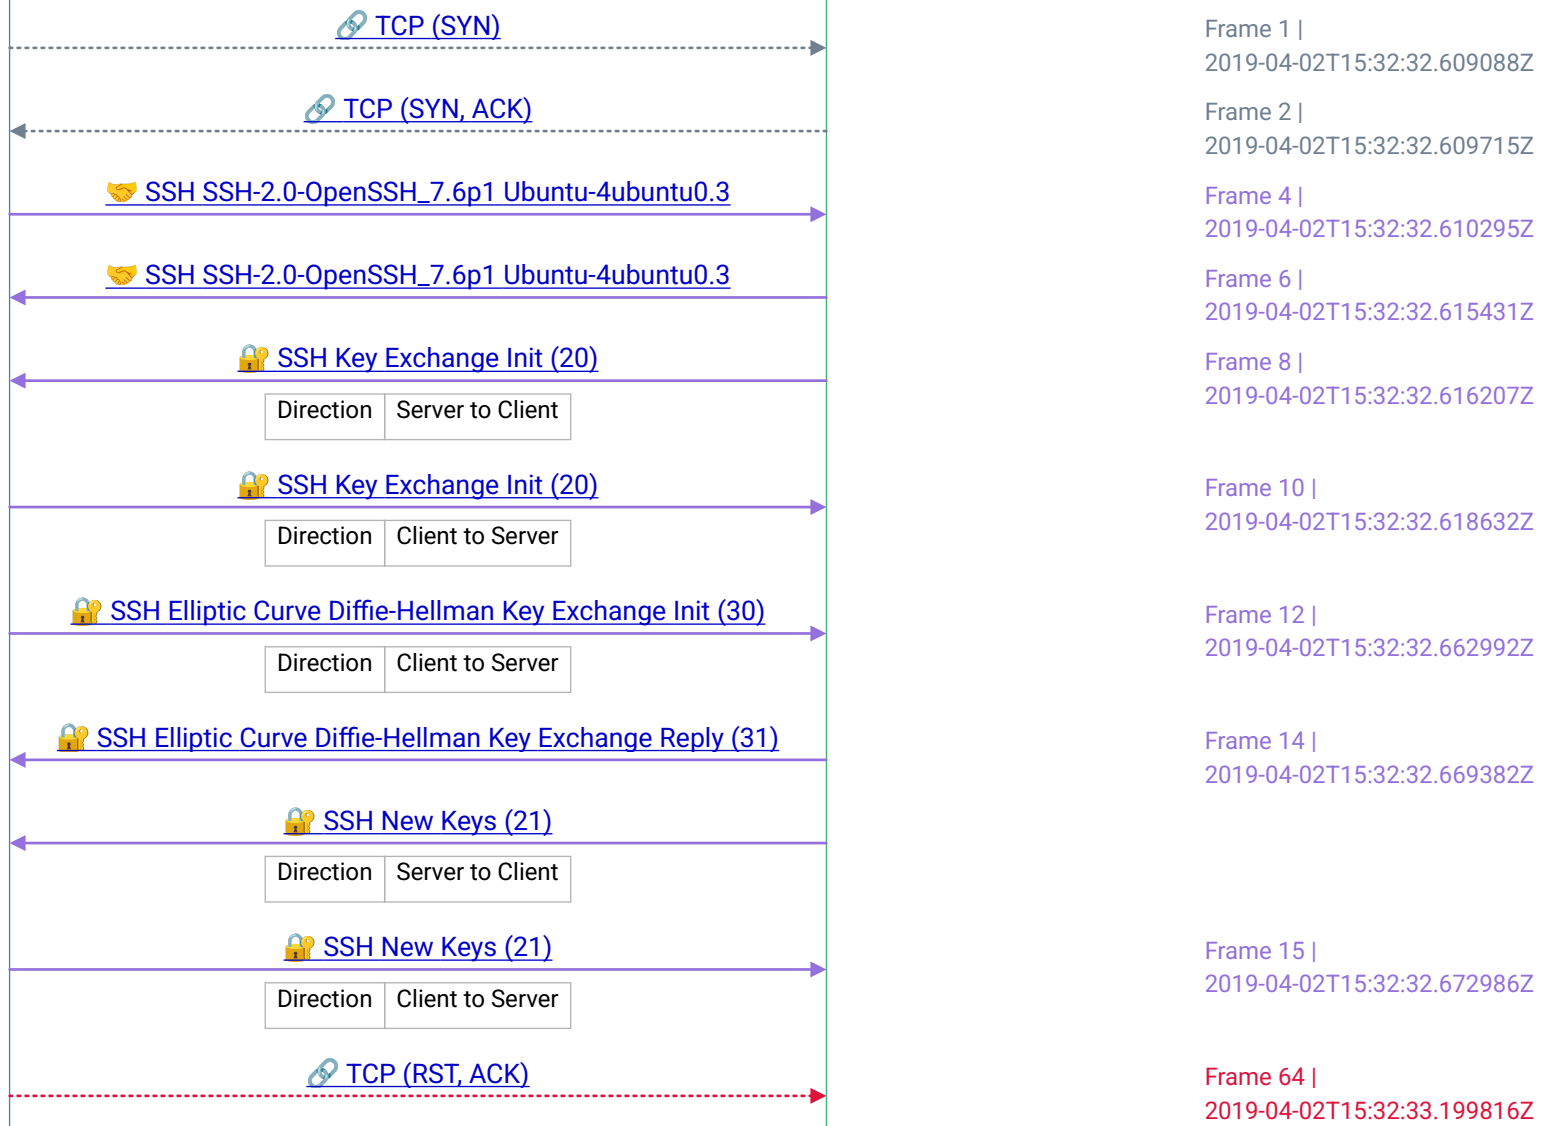 🔗 TCP (SYN)
Frame 1 |
2019-04-02T15:32:32.609088Z
🔗 TCP (SYN, ACK)
Frame 2 |
2019-04-02T15:32:32.609715Z
🤝 SSH SSH-2.0-OpenSSH_7.6p1 Ubuntu-4ubuntu0.3
Frame 4 |
2019-04-02T15:32:32.610295Z
🤝 SSH SSH-2.0-OpenSSH_7.6p1 Ubuntu-4ubuntu0.3
Frame 6 |
2019-04-02T15:32:32.615431Z
🔐 SSH Key Exchange Init (20)
Frame 8 |
2019-04-02T15:32:32.616207Z
Direction Server to Client
🔐 SSH Key Exchange Init (20)
Frame 10 |
2019-04-02T15:32:32.618632Z
Direction Client to Server
🔐 SSH Elliptic Curve Diffie-Hellman Key Exchange Init (30)
Frame 12 |
2019-04-02T15:32:32.662992Z
Direction Client to Server
🔐 SSH Elliptic Curve Diffie-Hellman Key Exchange Reply (31)
Frame 14 |
2019-04-02T15:32:32.669382Z
🔐 SSH New Keys (21)
Direction Server to Client
🔐 SSH New Keys (21)
Frame 15 |
2019-04-02T15:32:32.672986Z
Direction Client to Server
🔗 TCP (RST, ACK)
Frame 64 |
2019-04-02T15:32:33.199816Z